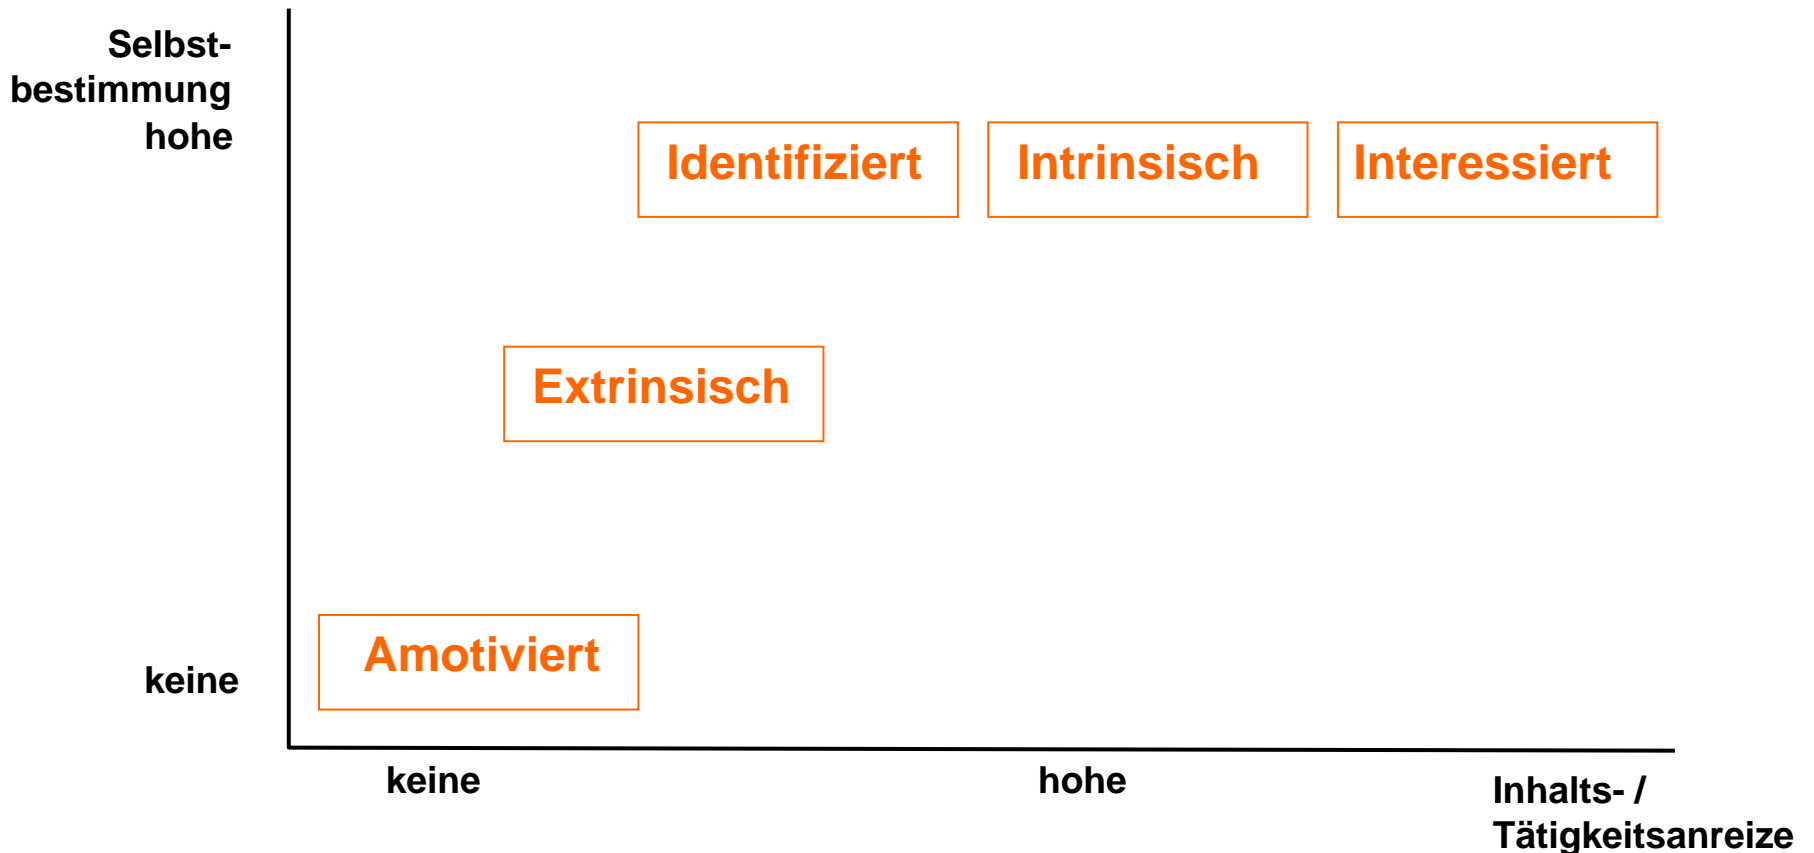 Selbst-
bestimmung
hohe
Identifiziert
Intrinsisch
Interessiert
Extrinsisch
Amotiviert
keine
keine
hohe
Inhalts- /
Tätigkeitsanreize